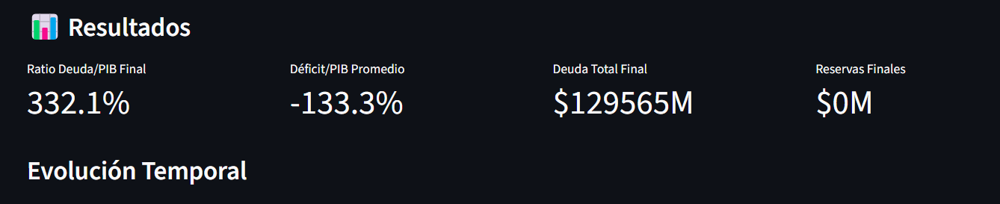 Resultados
Ratio Deuda/PIB Final
332.1%
Déficit/PIB Promedio
-133.3%
Deuda Total Final
$129565M
Reservas Finales
$0M
Evolución Temporal